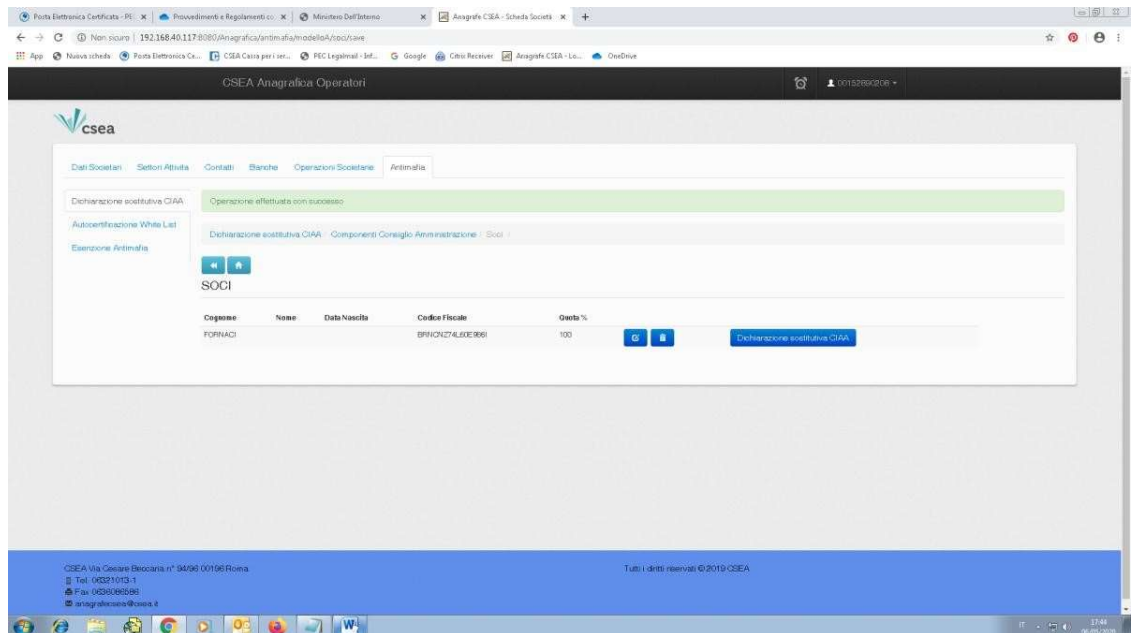 Posta Elettronica Certificata - PE
Provvedimenti e Regolamenti co
Ministero Dell'Interno
Anagrafe CSEA - Scheda Società
Non sicuro | 192.168.40.117:8080/Anagrafica/antimafia/modelloA/soci/save
App
Nuova scheda
Posta Elettronica Ce...
CSEA Cassa per i ser...
PEC Legalmail - Inf...
Google
Citrix Receiver
Anagrafe CSEA - Lo...
OneDrive
CSEA Anagrafica Operatori
00152690208
csea
Dati Societari Settori Attività Contatti Banche Operazioni Societarie Antimafia
Dichiarazione sostitutiva CIAA
Autocertificazione White List
Esenzione Antimafia
Operazione effettuata con successo
Dichiarazione sostitutiva CIAA / Componenti Consiglio Amministrazione / Soci /
SOCI
Cognome Nome Data Nascita Codice Fiscale Quota %
FORNACI 100
Dichiarazione sostitutiva CIAA
CSEA Via Cesare Beccaria n° 94/96 00196 Roma
Tel. 06321013-1
Fax 0636086586
anagrafecsea@csea.it
Tutti i diritti riservati © 2019 CSEA
IT
17:44